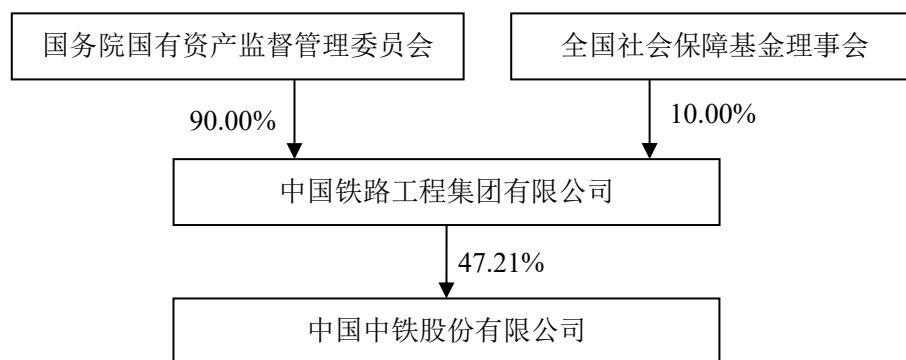 国务院国有资产监督管理委员会
全国社会保障基金理事会
90.00%
10.00%
中国铁路工程集团有限公司
47.21%
中国中铁股份有限公司